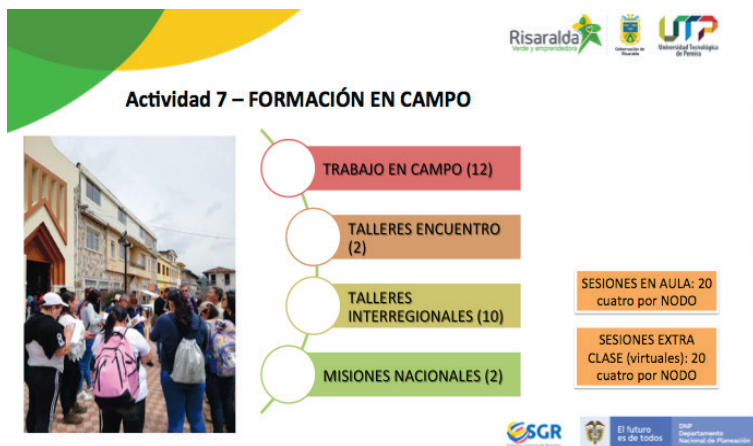 Risaralda
Verde y emprendedora
Gobernación de
Risaralda
UTP
Universidad Tecnológica
de Pereira
Actividad 7 – FORMACIÓN EN CAMPO
TRABAJO EN CAMPO (12)
TALLERES ENCUENTRO
(2)
TALLERES
INTERREGIONALES (10)
MISIONES NACIONALES (2)
SESIONES EN AULA: 20
cuatro por NODO
SESIONES EXTRA
CLASE (virtuales): 20
cuatro por NODO
SGR
El futuro
es de todos
DNP
Departamento
Nacional de Planeación